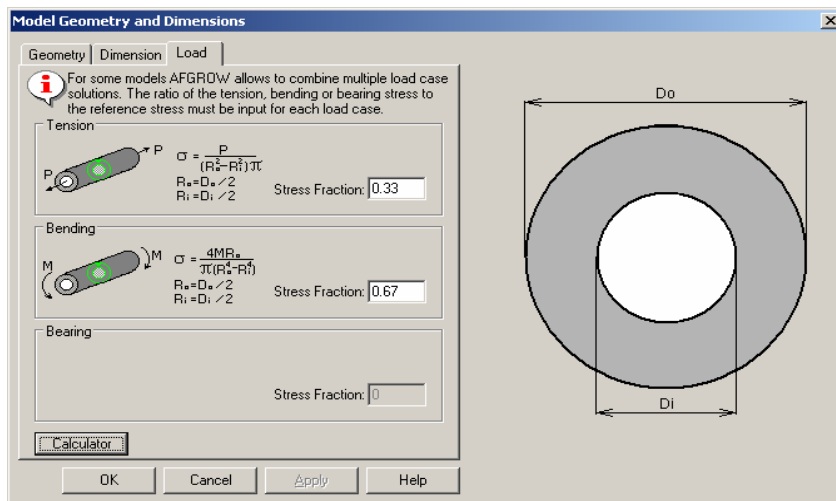 Model Geometry and Dimensions
Geometry Dimension Load
For some models AFGROW allows to combine multiple load case
solutions. The ratio of the tension, bending or bearing stress to
the reference stress must be input for each load case.
Tension
P
P
σ = P / (Rₒ²-Rᵢ²)π
Rₒ=Dₒ/2
Rᵢ=Dᵢ/2
Stress Fraction: 0.33
Bending
M
M
σ = 4MRₒ / π(Rₒ⁴-Rᵢ⁴)
Rₒ=Dₒ/2
Rᵢ=Dᵢ/2
Stress Fraction: 0.67
Bearing
Stress Fraction: 0
Calculator
OK Cancel Apply Help
Do
Di